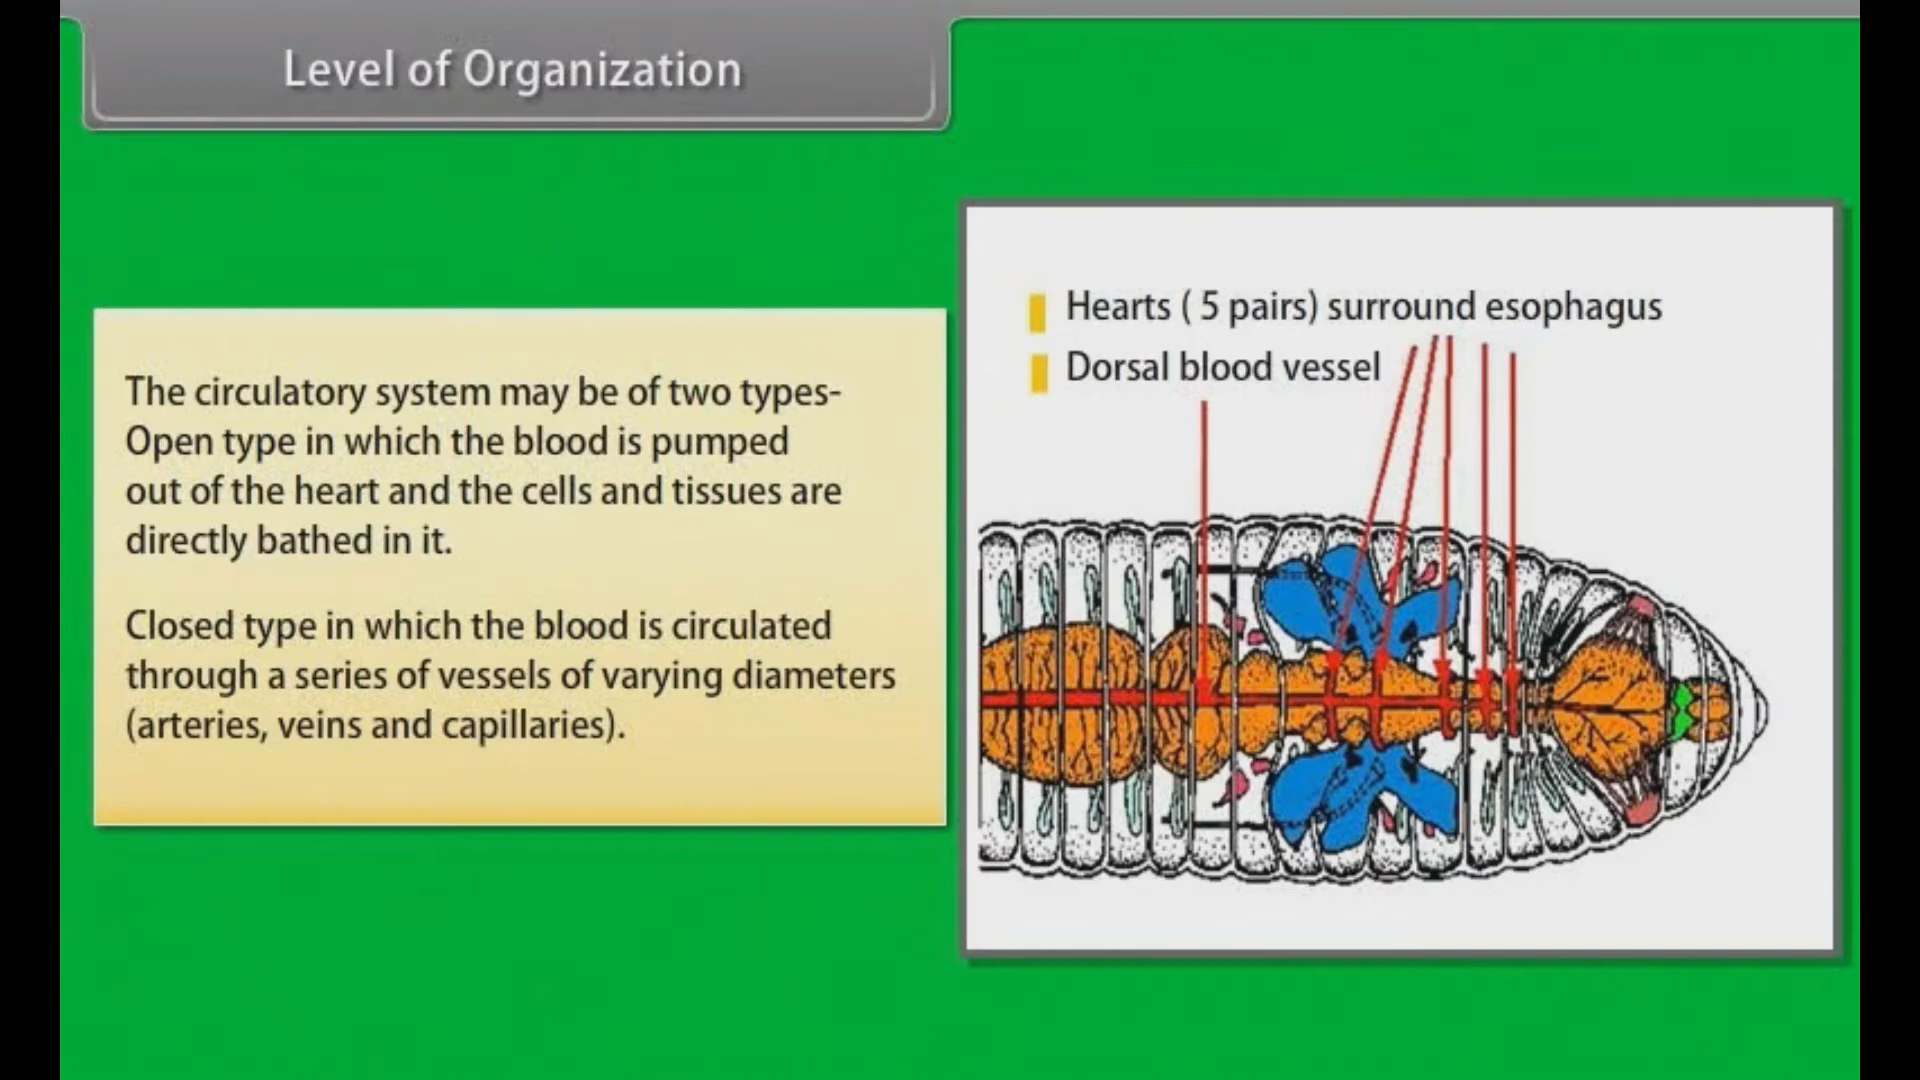 Level of Organization
The circulatory system may be of two types-
Open type in which the blood is pumped
out of the heart and the cells and tissues are
directly bathed in it.
Closed type in which the blood is circulated
through a series of vessels of varying diameters
(arteries, veins and capillaries).
Hearts ( 5 pairs) surround esophagus
Dorsal blood vessel